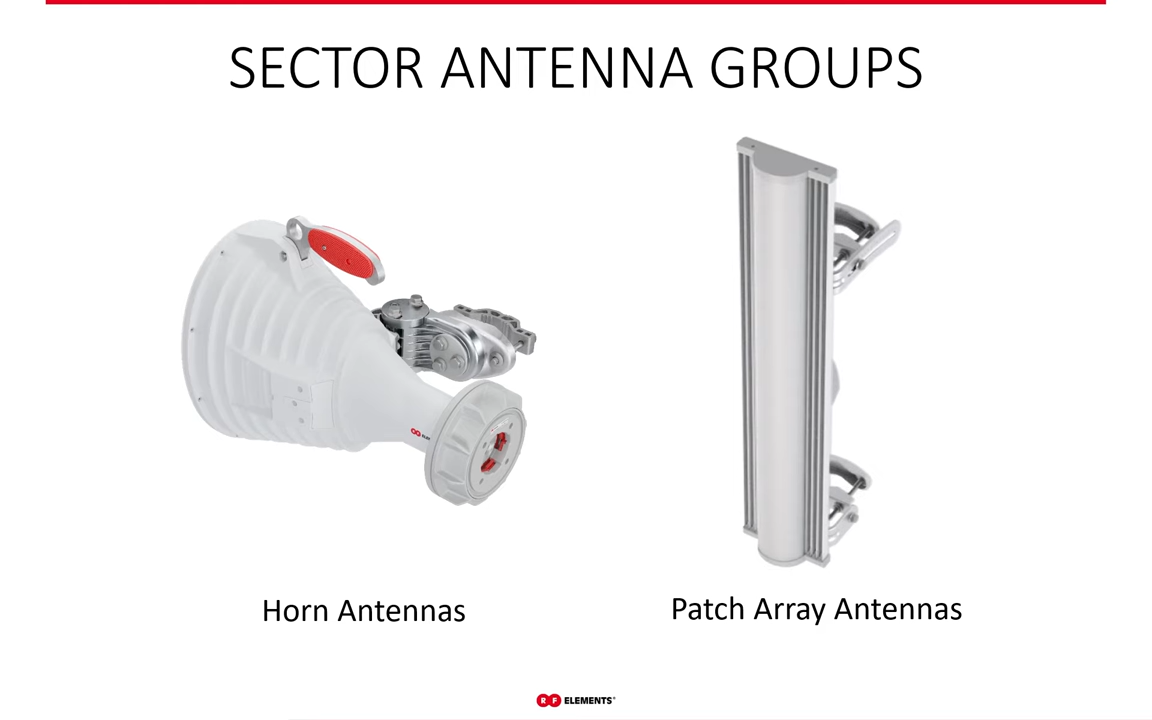 SECTOR ANTENNA GROUPS
Horn Antennas
Patch Array Antennas
RF ELEMENTS®